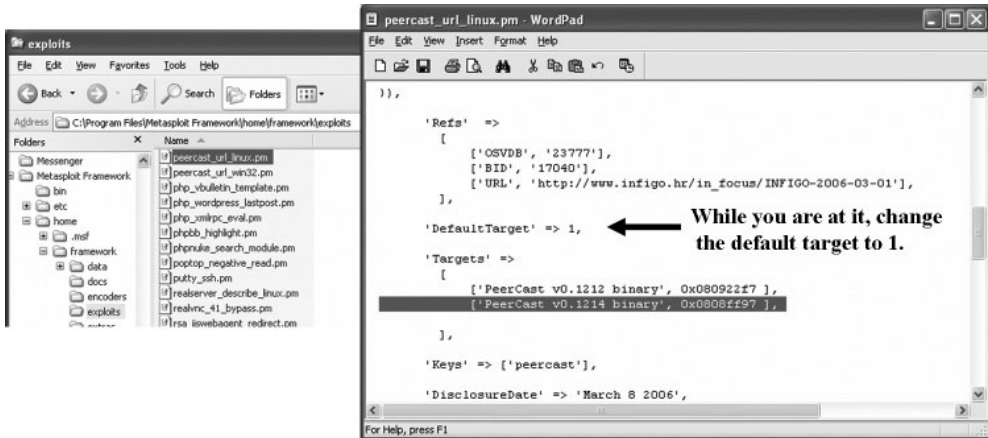 exploits
File Edit View Favorites Tools Help
Back Search Folders
Address C:\Program Files\Metasploit Framework\home\framework\exploits
Folders X Name
Messenger
Metasploit Framework
bin
etc
home
.msf
framework
data
docs
encoders
exploits
extras
peercast_url_linux.pm
peercast_url_win32.pm
php_vbulletin_template.pm
php_wordpress_lastpost.pm
php_xmlrpc_eval.pm
phpbb_highlight.pm
phpnuke_search_module.pm
poptop_negative_read.pm
putty_ssh.pm
realserver_describe_linux.pm
realvnc_41_bypass.pm
rsa_iiswebagent_redirect.pm
peercast_url_linux.pm - WordPad
File Edit View Insert Format Help
)),
'Refs' =>
[
['OSVDB', '23777'],
['BID', '17040'],
['URL', 'http://www.infigo.hr/in_focus/INFIGO-2006-03-01'],
],
'DefaultTarget' => 1,
While you are at it, change
the default target to 1.
'Targets' =>
[
['PeerCast v0.1212 binary', 0x080922f7 ],
['PeerCast v0.1214 binary', 0x0808ff97 ],
],
'Keys' => ['peercast'],
'DisclosureDate' => 'March 8 2006',
For Help, press F1